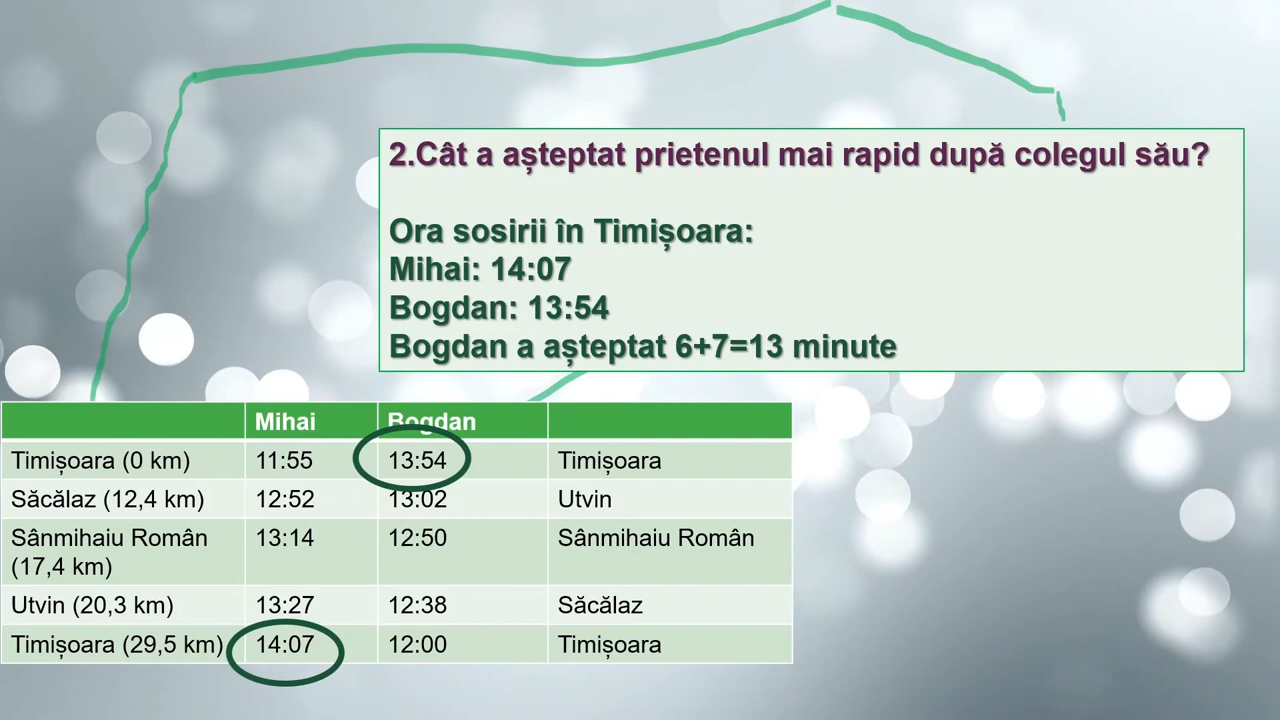 2.Cât a așteptat prietenul mai rapid după colegul său?
Ora sosirii în Timișoara:
Mihai: 14:07
Bogdan: 13:54
Bogdan a așteptat 6+7=13 minute
Mihai Bogdan
Timișoara (0 km) 11:55 13:54 Timișoara
Săcălaz (12,4 km) 12:52 13:02 Utvin
Sânmihaiu Român 13:14 12:50 Sânmihaiu Român
(17,4 km)
Utvin (20,3 km) 13:27 12:38 Săcălaz
Timișoara (29,5 km) 14:07 12:00 Timișoara